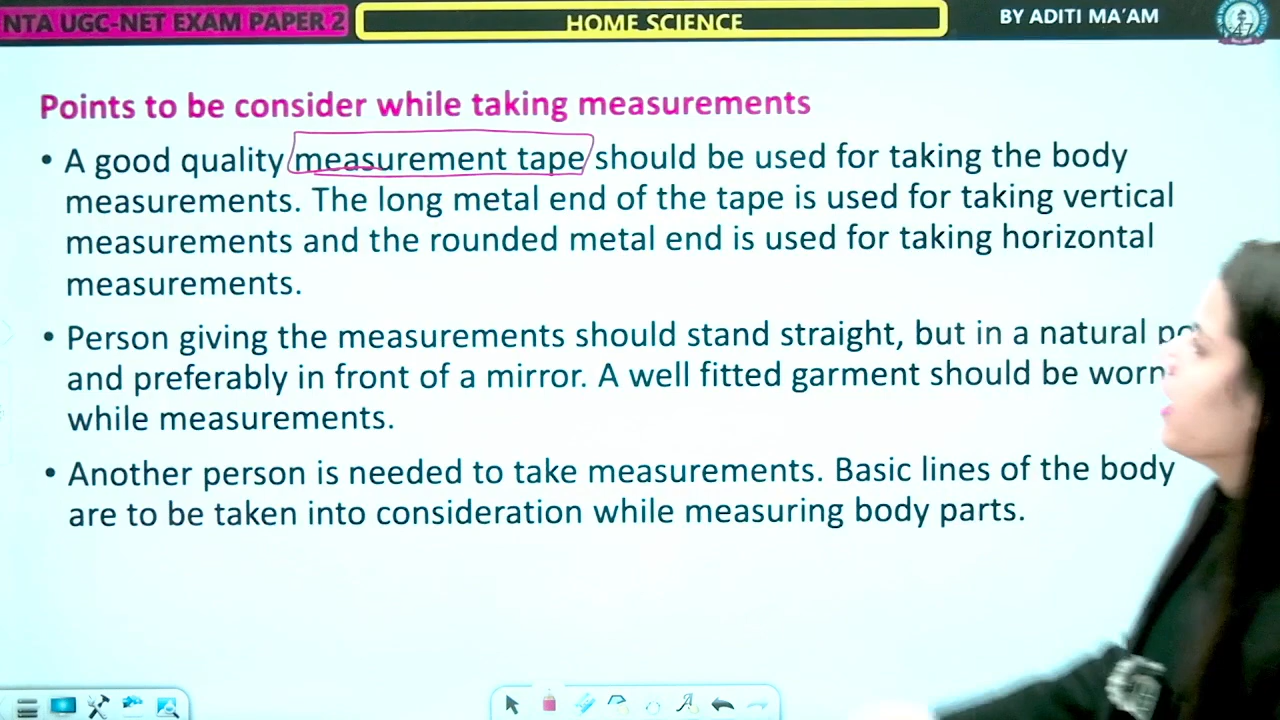 NTA UGC-NET EXAM PAPER 2
HOME SCIENCE
BY ADITI MA'AM
Points to be consider while taking measurements
• A good quality measurement tape should be used for taking the body
measurements. The long metal end of the tape is used for taking vertical
measurements and the rounded metal end is used for taking horizontal
measurements.
• Person giving the measurements should stand straight, but in a natural
and preferably in front of a mirror. A well fitted garment should be worn
while measurements.
• Another person is needed to take measurements. Basic lines of the body
are to be taken into consideration while measuring body parts.